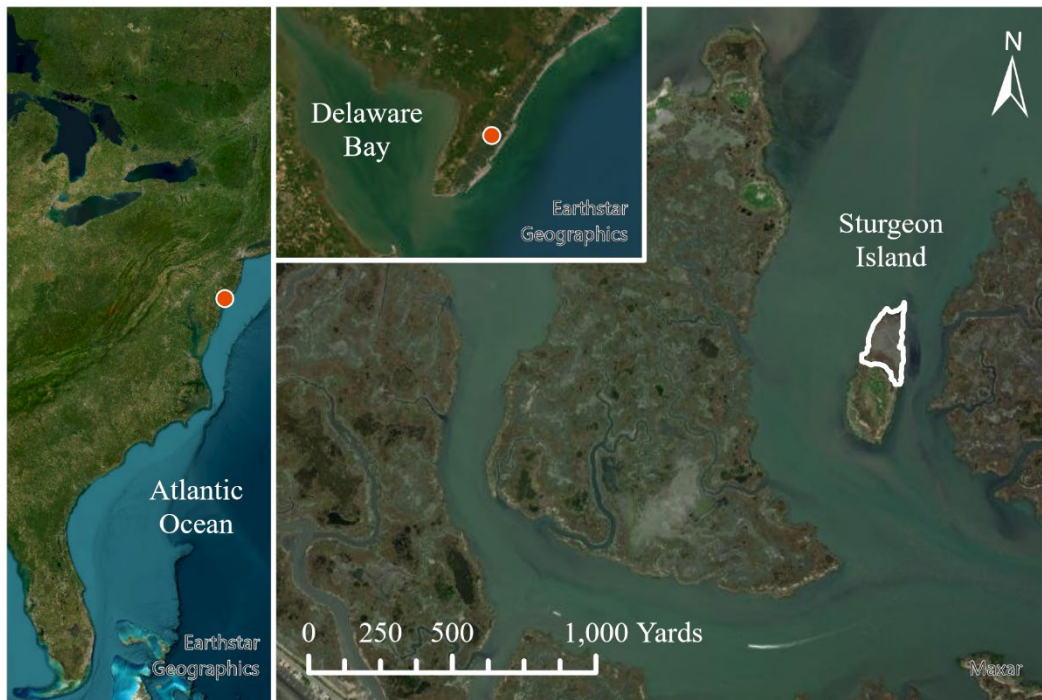 Atlantic
Ocean
Earthstar
Geographics
Delaware
Bay
Earthstar
Geographics
N
Sturgeon
Island
0 250 500 1,000 Yards
Maxar